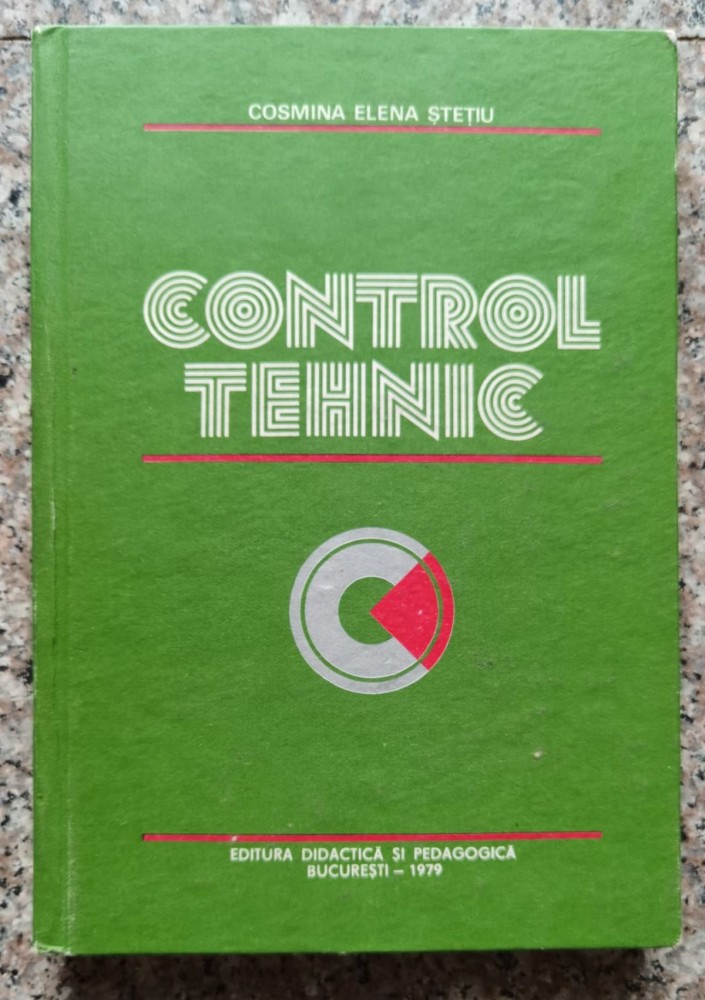 COSMINA ELENA ȘTEȚIU
CONTROL
TEHNIC
EDITURA DIDACTICĂ ȘI PEDAGOGICĂ
BUCUREȘTI – 1979